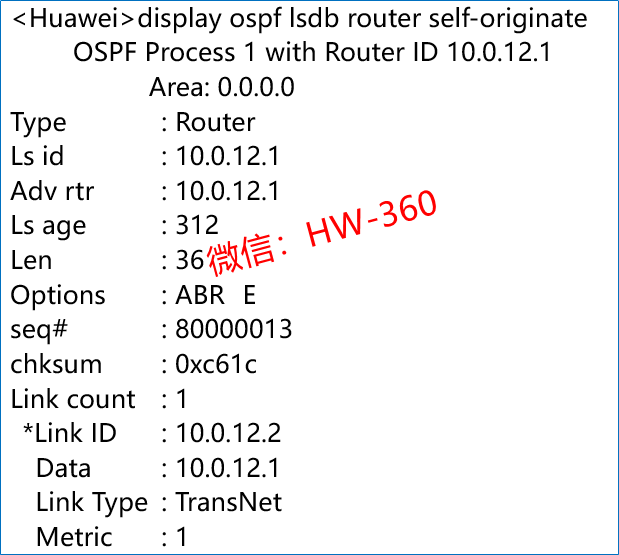 <Huawei>display ospf lsdb router self-originate
OSPF Process 1 with Router ID 10.0.12.1
Area: 0.0.0.0
Type : Router
Ls id : 10.0.12.1
Adv rtr : 10.0.12.1
Ls age : 312
Len : 36
微信：HW-360
Options : ABR E
seq# : 80000013
chksum : 0xc61c
Link count : 1
*Link ID : 10.0.12.2
Data : 10.0.12.1
Link Type : TransNet
Metric : 1